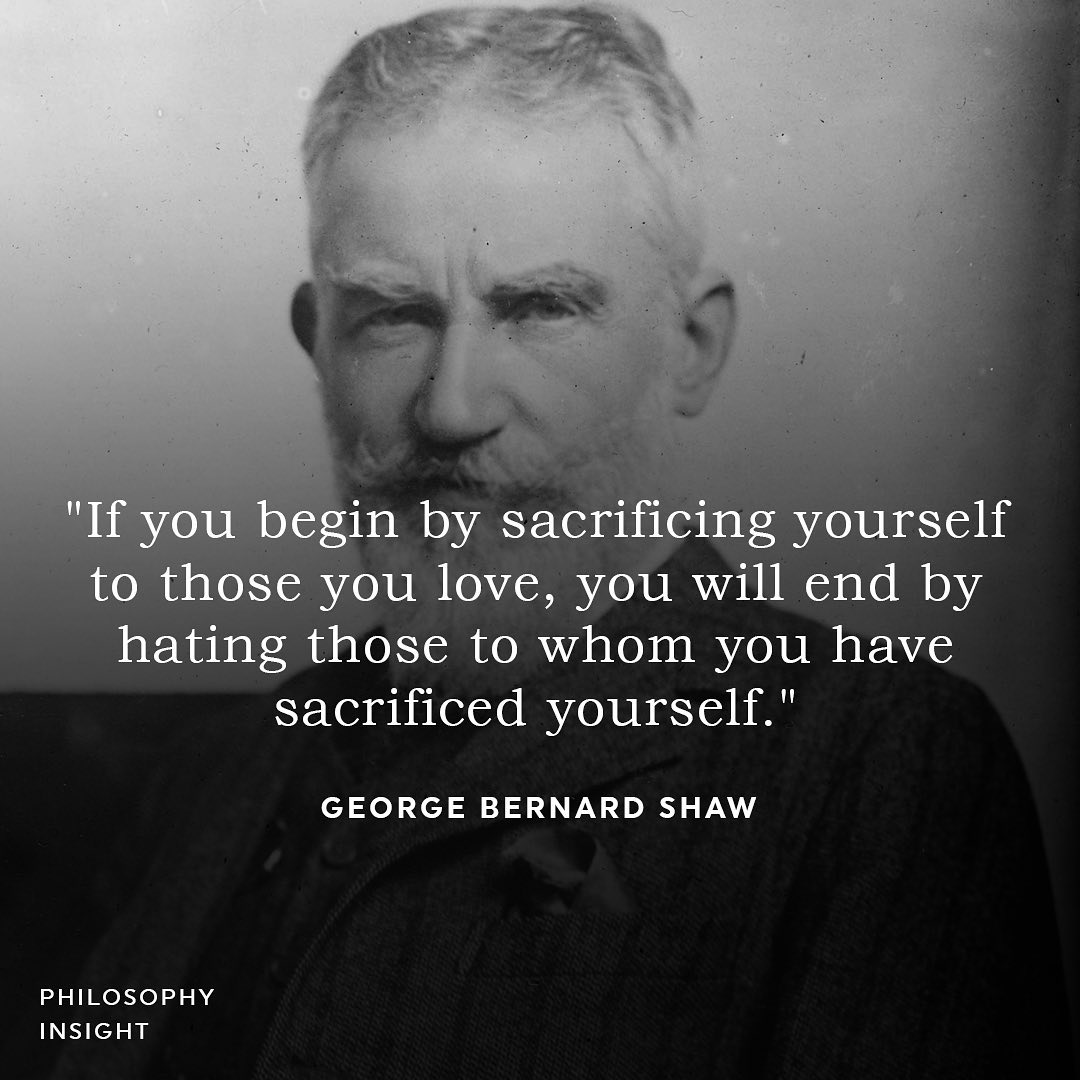 "If you begin by sacrificing yourself
to those you love, you will end by
hating those to whom you have
sacrificed yourself."
GEORGE BERNARD SHAW
PHILOSOPHY
INSIGHT